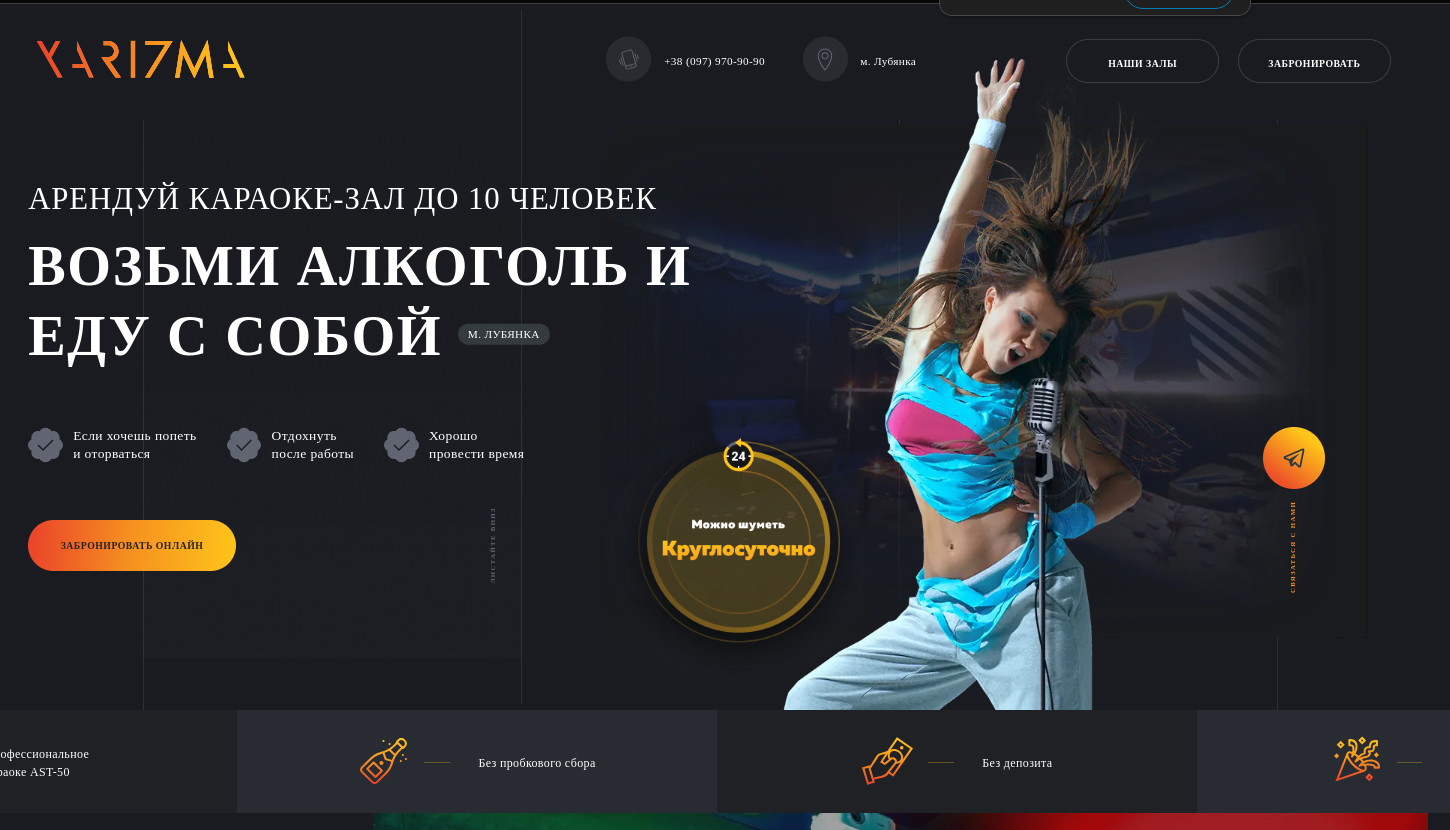 XARIZMA
+38 (097) 970-90-90
м. Лубянка
НАШИ ЗАЛЫ
ЗАБРОНИРОВАТЬ
АРЕНДУЙ КАРАОКЕ-ЗАЛ ДО 10 ЧЕЛОВЕК
ВОЗЬМИ АЛКОГОЛЬ И
ЕДУ С СОБОЙ
М. ЛУБЯНКА
Если хочешь попеть
и оторваться
Отдохнуть
после работы
Хорошо
провести время
ЗАБРОНИРОВАТЬ ОНЛАЙН
ЛИСТАЙТЕ ВНИЗ
24
Можно шуметь
Круглосуточно
СВЯЗАТЬСЯ С НАМИ
офессиональное
раоке AST-50
Без пробкового сбора
Без депозита